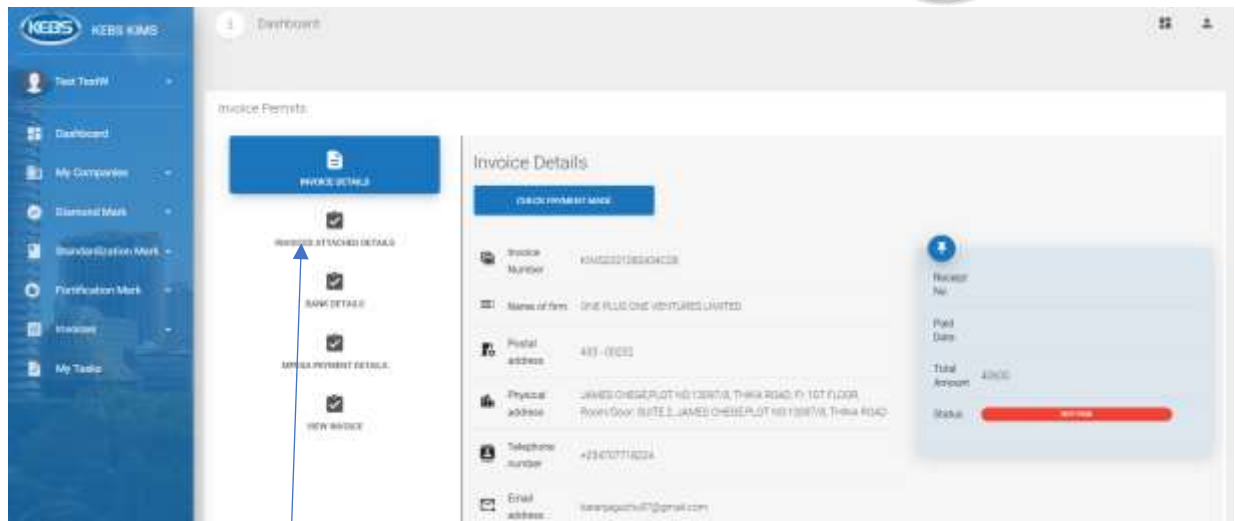 KEBS KEBS KIMS
Dashboard
Test TestW
Invoice Permits
Dashboard
My Companies
Diamond Mark
Standardization Mark
Fortification Mark
Invoices
My Tasks
INVOICE DETAILS
INVOICES ATTACHED DETAILS
BANK DETAILS
MPESA PAYMENT DETAILS
VIEW INVOICE
Invoice Details
CHECK PAYMENT MADE
Invoice
Number
Name of firm ONE PLUS ONE VENTURES LIMITED
Postal
address
Physical
address
Telephone
number
Email
address
Receipt
No
Paid
Date
Total
Amount
Status NOT PAID